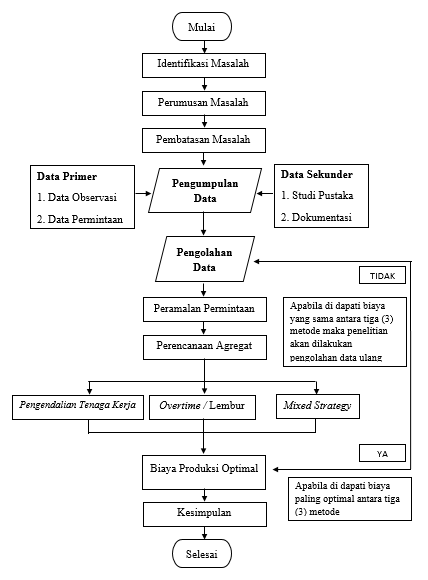 Mulai
Identifikasi Masalah
Perumusan Masalah
Pembatasan Masalah
Data Primer
1. Data Observasi
2. Data Permintaan
Pengumpulan
Data
Data Sekunder
1. Studi Pustaka
2. Dokumentasi
Pengolahan
Data
TIDAK
Peramalan Permintaan
Apabila di dapati biaya
yang sama antara tiga (3)
metode maka penelitian
akan dilakukan
pengolahan data ulang
Perencanaan Agregat
Pengendalian Tenaga Kerja
Overtime / Lembur
Mixed Strategy
YA
Biaya Produksi Optimal
Apabila di dapati biaya
paling optimal antara tiga
(3) metode
Kesimpulan
Selesai